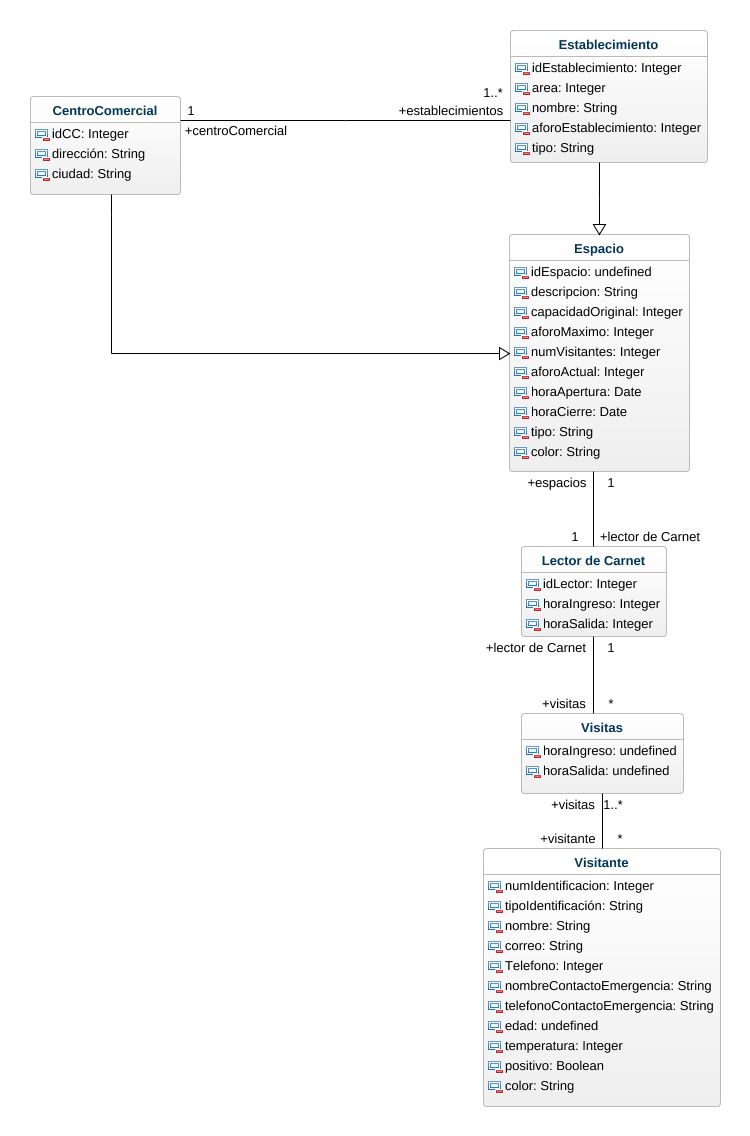 Establecimiento
idEstablecimiento: Integer
area: Integer
nombre: String
aforoEstablecimiento: Integer
tipo: String
1..*
+establecimientos
1
+centroComercial
CentroComercial
idCC: Integer
dirección: String
ciudad: String
Espacio
idEspacio: undefined
descripcion: String
capacidadOriginal: Integer
aforoMaximo: Integer
numVisitantes: Integer
aforoActual: Integer
horaApertura: Date
horaCierre: Date
tipo: String
color: String
+espacios 1
1 +lector de Carnet
Lector de Carnet
idLector: Integer
horaIngreso: Integer
horaSalida: Integer
+lector de Carnet 1
+visitas *
Visitas
horaIngreso: undefined
horaSalida: undefined
+visitas 1..*
+visitante *
Visitante
numIdentificacion: Integer
tipoIdentificación: String
nombre: String
correo: String
Telefono: Integer
nombreContactoEmergencia: String
telefonoContactoEmergencia: String
edad: undefined
temperatura: Integer
positivo: Boolean
color: String